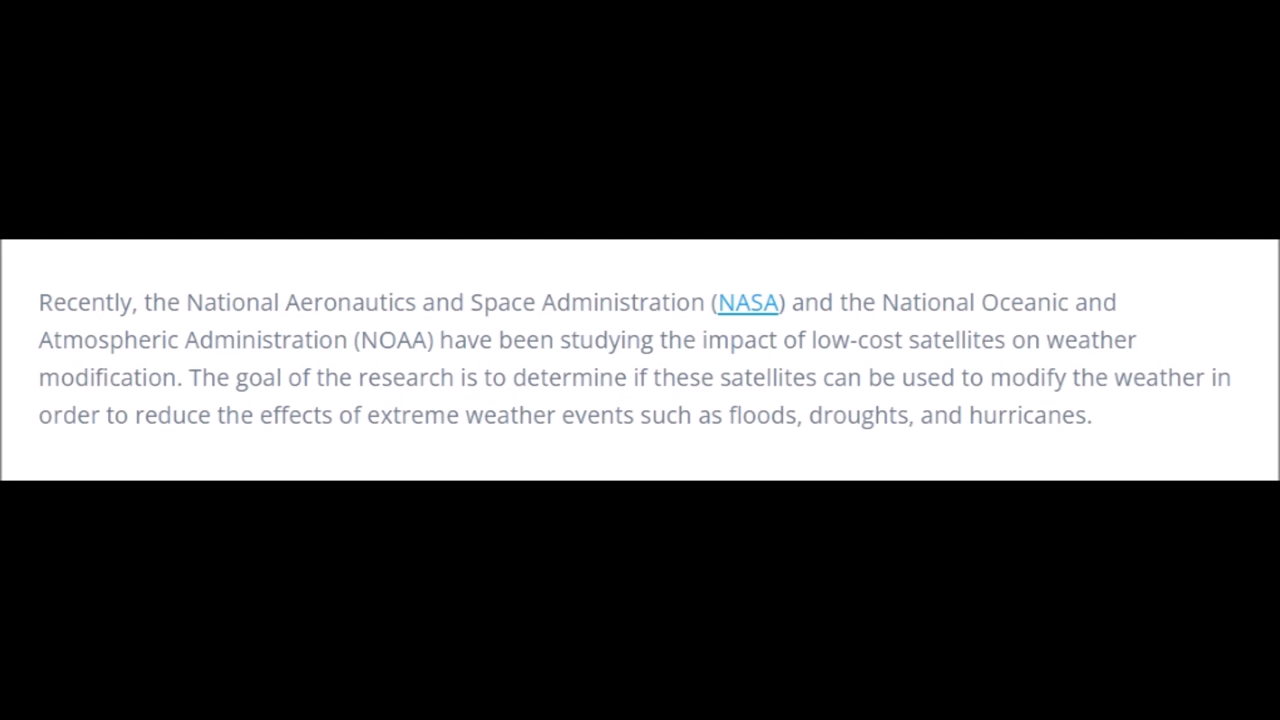 Recently, the National Aeronautics and Space Administration (NASA) and the National Oceanic and
Atmospheric Administration (NOAA) have been studying the impact of low-cost satellites on weather
modification. The goal of the research is to determine if these satellites can be used to modify the weather in
order to reduce the effects of extreme weather events such as floods, droughts, and hurricanes.